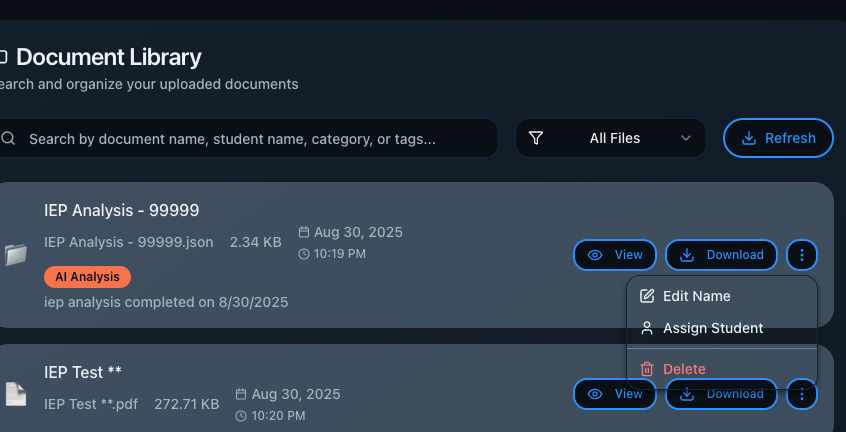 Document Library
earch and organize your uploaded documents
Search by document name, student name, category, or tags...
All Files
Refresh
IEP Analysis - 99999
IEP Analysis - 99999.json 2.34 KB
Aug 30, 2025
10:19 PM
View
Download
AI Analysis
iep analysis completed on 8/30/2025
Edit Name
Assign Student
Delete
IEP Test **
IEP Test **.pdf 272.71 KB
Aug 30, 2025
10:20 PM
View
Download